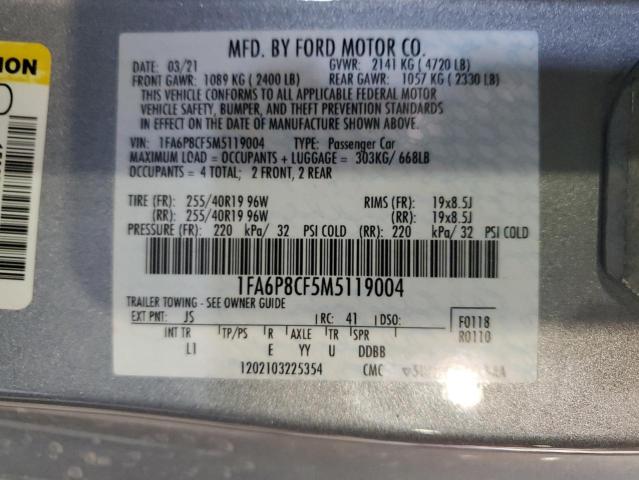 MFD. BY FORD MOTOR CO.
DATE: 03/21 GVWR: 2141 KG ( 4720 LB)
FRONT GAWR: 1089 KG ( 2400 LB) REAR GAWR: 1057 KG ( 2330 LB)
THIS VEHICLE CONFORMS TO ALL APPLICABLE FEDERAL MOTOR
VEHICLE SAFETY, BUMPER, AND THEFT PREVENTION STANDARDS
IN EFFECT ON THE DATE OF MANUFACTURE SHOWN ABOVE.
VIN: 1FA6P8CF5M5119004 TYPE: Passenger Car
MAXIMUM LOAD = OCCUPANTS + LUGGAGE = 303KG/ 668LB
OCCUPANTS = 4 TOTAL; 2 FRONT, 2 REAR
TIRE (FR): 255/40R19 96W RIMS (FR): 19x8.5J
(RR): 255/40R19 96W (RR): 19x8.5J
PRESSURE (FR): 220 kPa/ 32 PSI COLD (RR): 220 kPa/ 32 PSI COLD
1FA6P8CF5M5119004
TRAILER TOWING - SEE OWNER GUIDE
EXT PNT: JS RC: 41 DSO: F0118
INT TR TP/PS R AXLE TR SPR R0110
L1 E YY U DDBB
1202103225354 CMC
ION